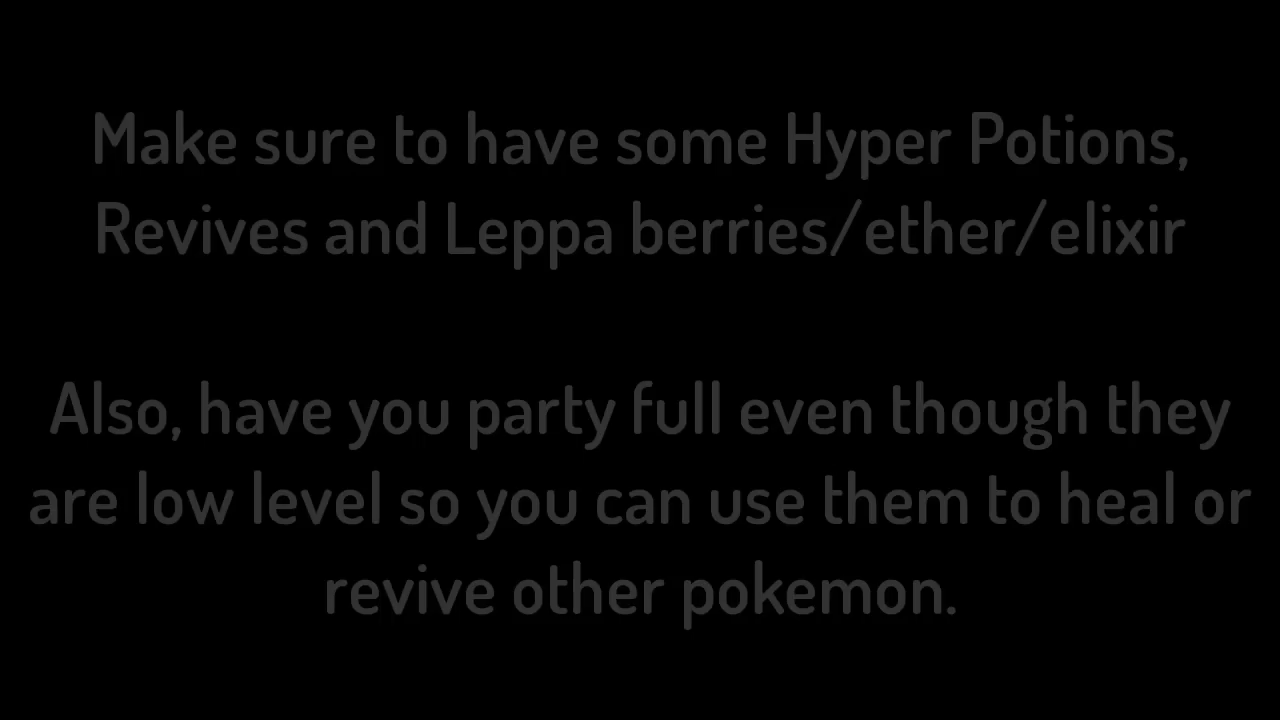 Make sure to have some Hyper Potions,
Revives and Leppa berries/ether/elixir
Also, have you party full even though they
are low level so you can use them to heal or
revive other pokemon.